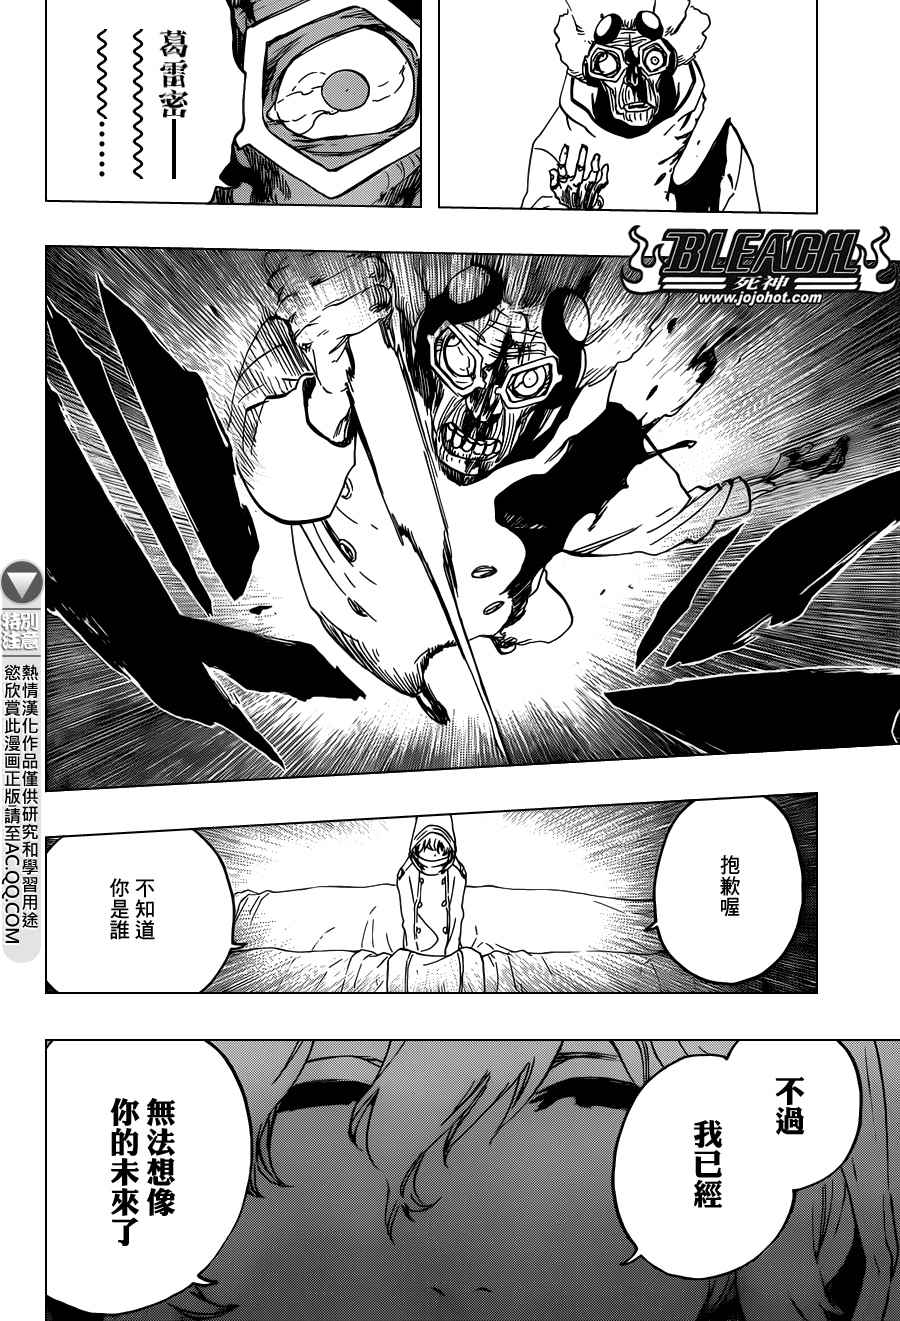 葛雷密——
～～～～
～～～……
BLEACH
死神
www.jojohot.com
抱歉喔
不知道
你是誰
不過
我已經
無法想像
你的未來了
特別
注意
熱情漢化作品僅供研究和學習用途
慾欣賞此漫画正版請至AC.QQ.COM